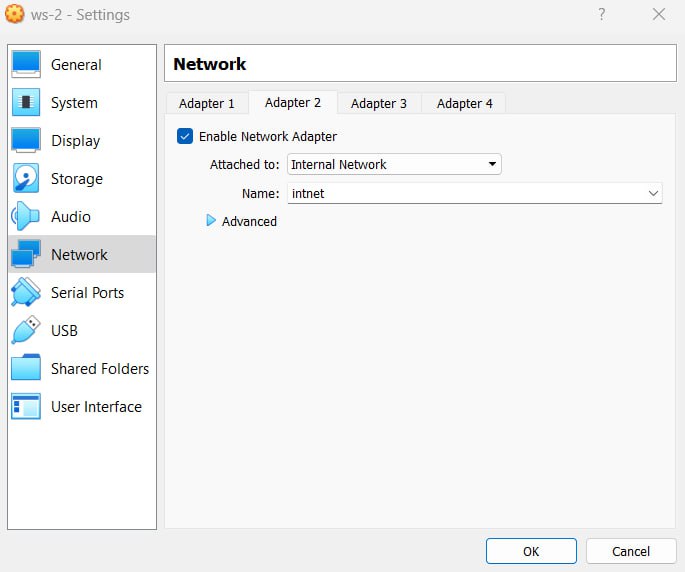 ws-2 - Settings
?
General
System
Display
Storage
Audio
Network
Serial Ports
USB
Shared Folders
User Interface
Network
Adapter 1 Adapter 2 Adapter 3 Adapter 4
Enable Network Adapter
Attached to: Internal Network
Name: intnet
Advanced
OK Cancel